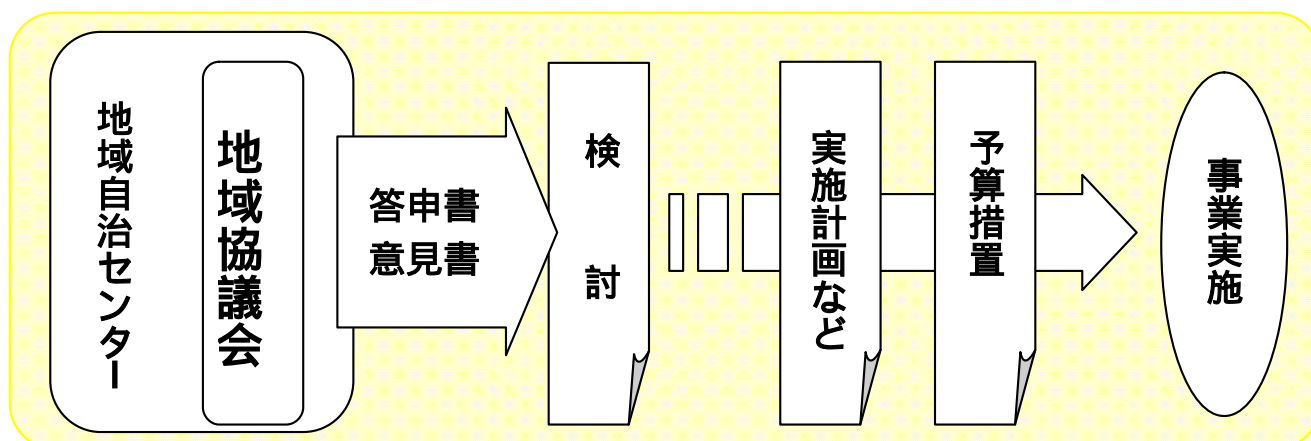 地域自治センター
地域協議会
答申書
意見書
検討
実施計画など
予算措置
事業実施